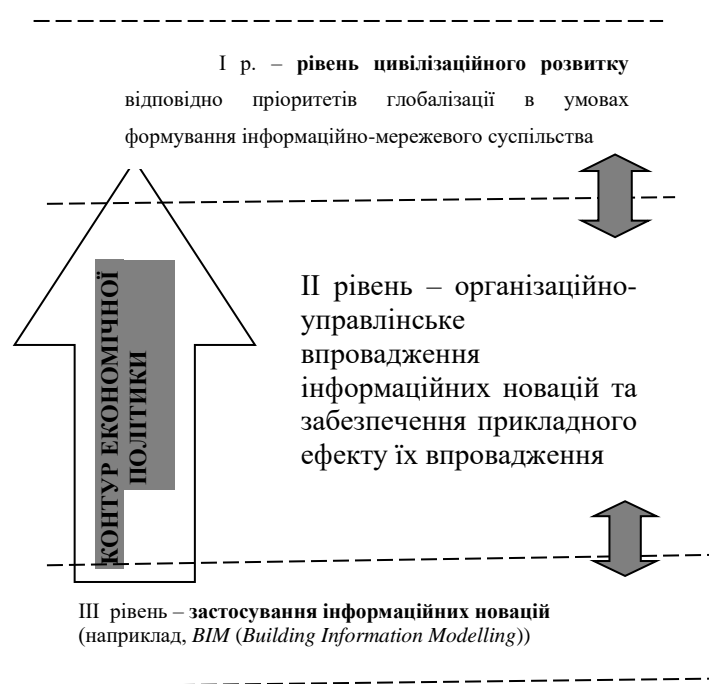 І р. – рівень цивілізаційного розвитку
відповідно пріоритетів глобалізації в умовах
формування інформаційно-мережевого суспільства
КОНТУР ЕКОНОМІЧНОЇ
ПОЛІТИКИ
ІІ рівень – організаційно-
управлінське
впровадження
інформаційних новацій та
забезпечення прикладного
ефекту їх впровадження
ІІІ рівень – застосування інформаційних новацій
(наприклад, BIM (Building Information Modelling))